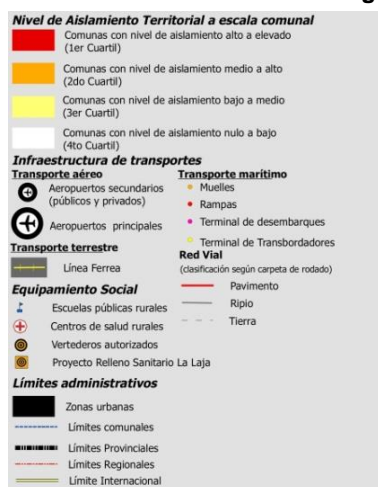 Nivel de Aislamiento Territorial a escala comunal
Comunas con nivel de aislamiento alto a elevado
(1er Cuartil)
Comunas con nivel de aislamiento medio a alto
(2do Cuartil)
Comunas con nivel de aislamiento bajo a medio
(3er Cuartil)
Comunas con nivel de aislamiento nulo a bajo
(4to Cuartil)
Infraestructura de transportes
Transporte aéreo
Aeropuertos secundarios
(públicos y privados)
Aeropuertos principales
Transporte terrestre
Línea Ferrea
Transporte marítimo
Muelles
Rampas
Terminal de desembarques
Terminal de Transbordadores
Red Vial
(clasificación según carpeta de rodado)
Pavimento
Ripio
Tierra
Equipamiento Social
Escuelas públicas rurales
Centros de salud rurales
Vertederos autorizados
Proyecto Relleno Sanitario La Laja
Límites administrativos
Zonas urbanas
Límites comunales
Límites Provinciales
Límites Regionales
Límite Internacional